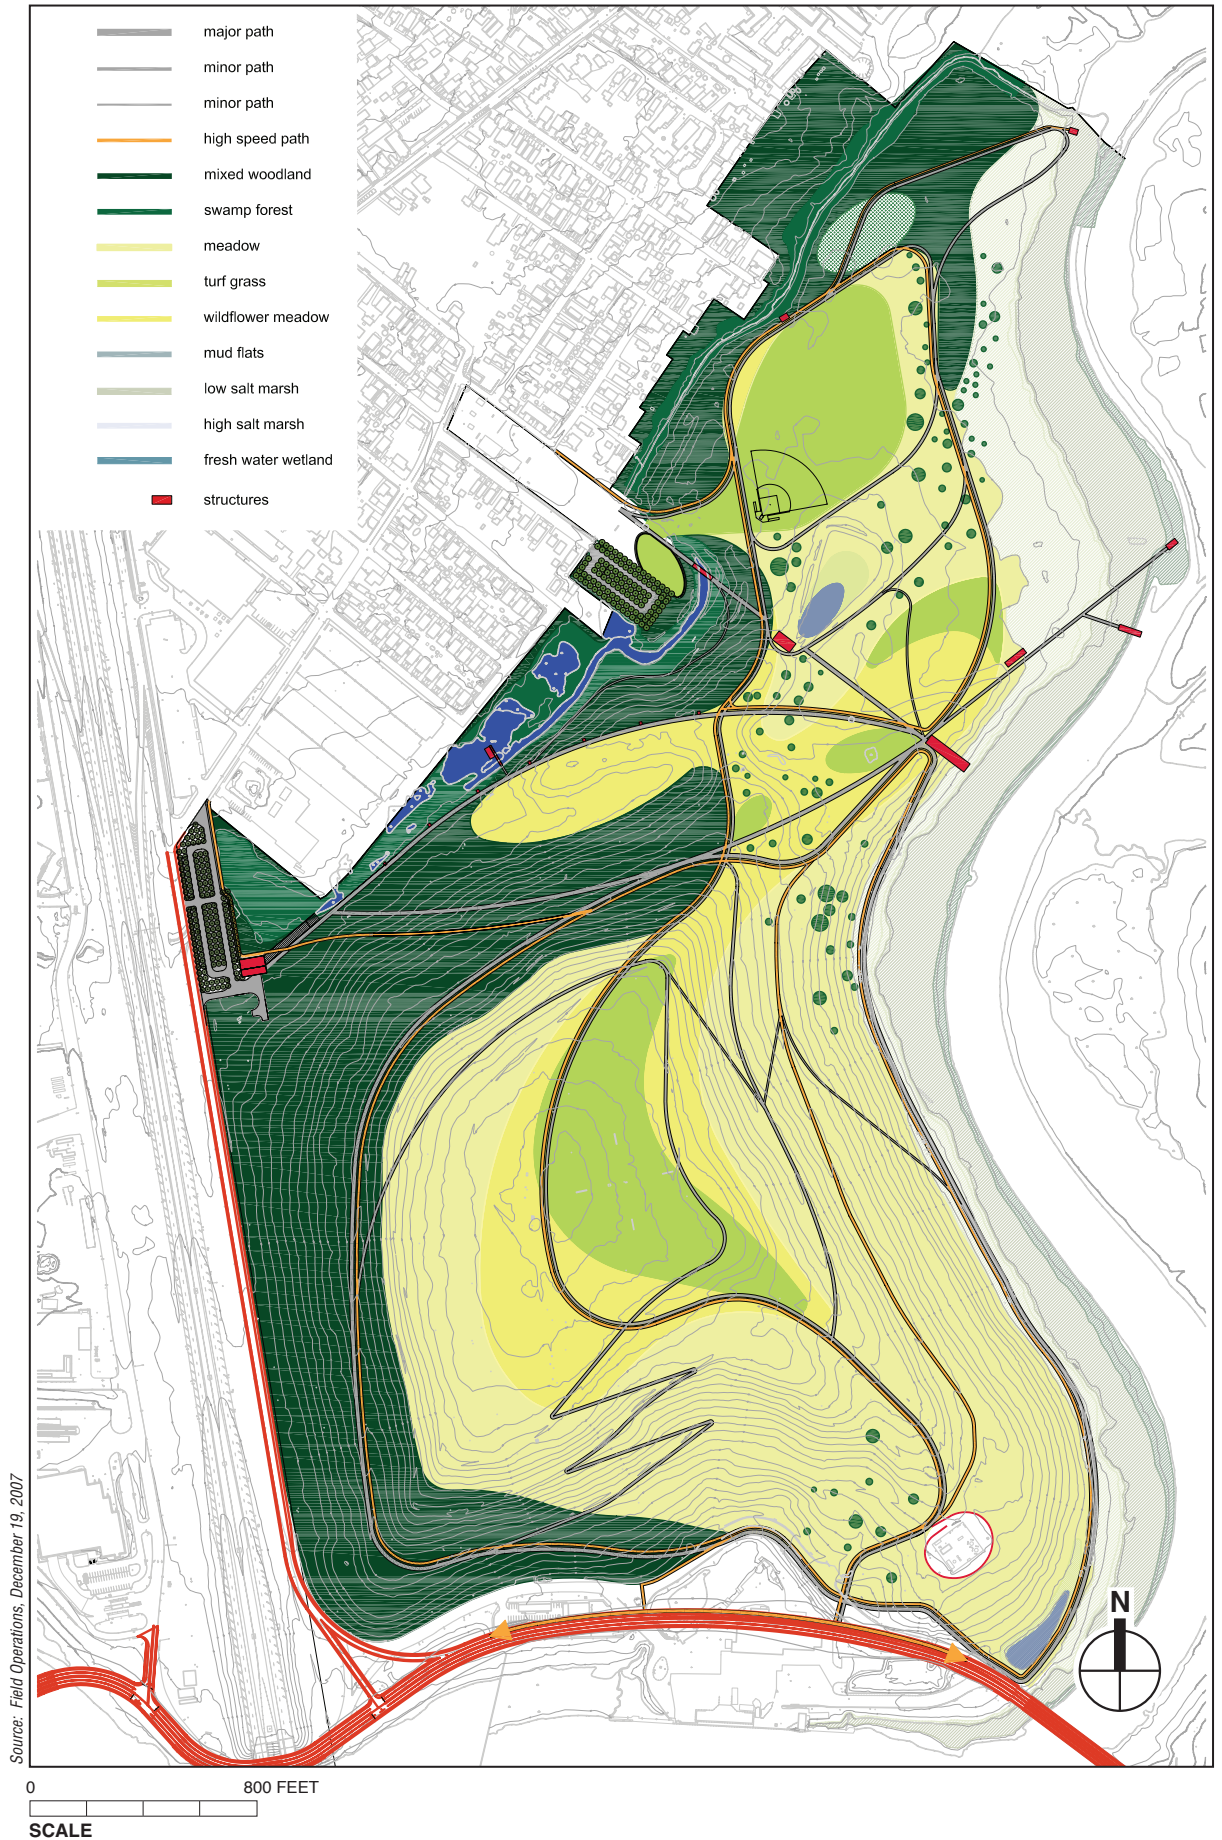 major path
minor path
minor path
high speed path
mixed woodland
swamp forest
meadow
turf grass
wildflower meadow
mud flats
low salt marsh
high salt marsh
fresh water wetland
structures
Source: Field Operations, December 19, 2007
N
0 800 FEET
SCALE